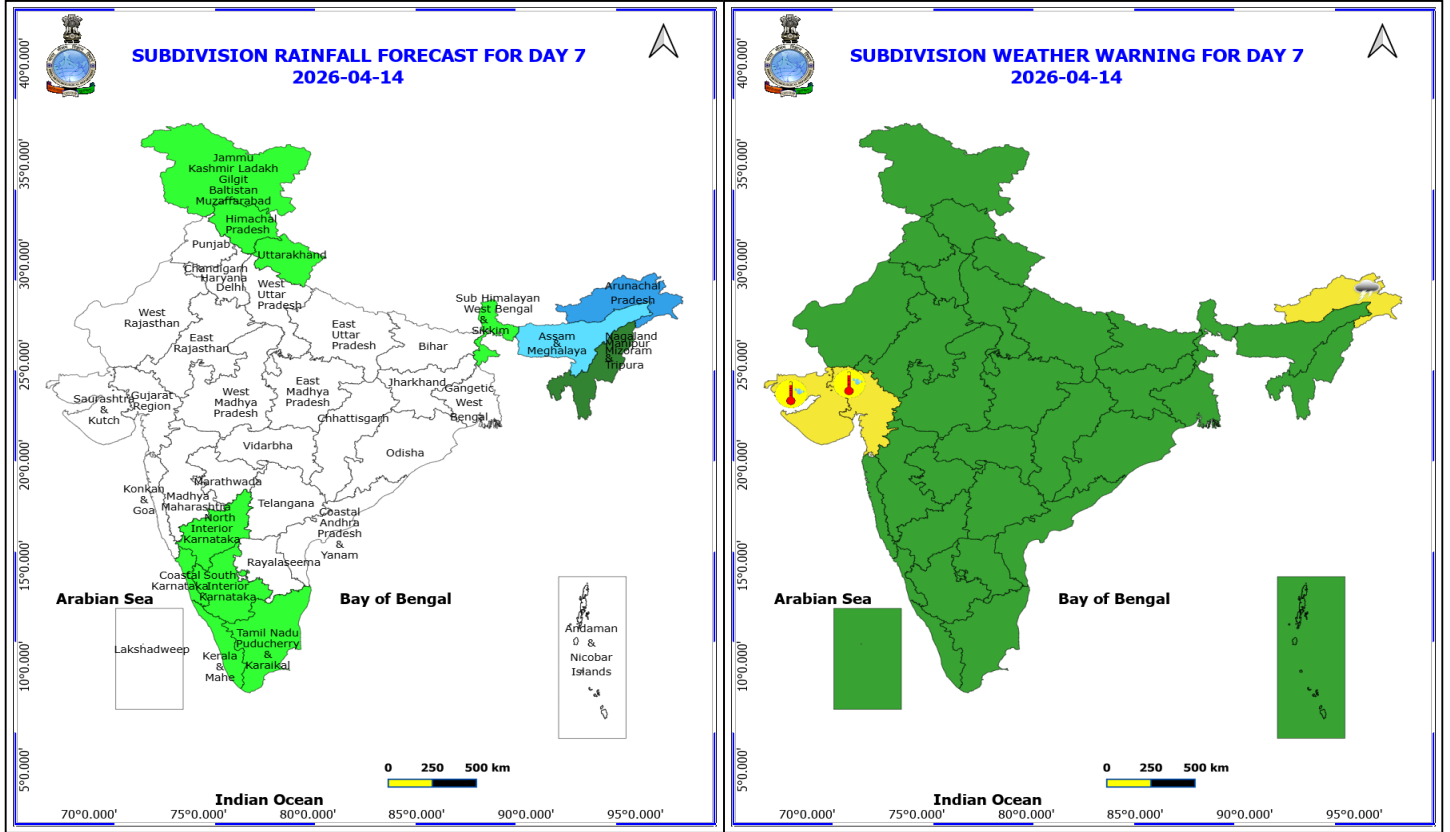 SUBDIVISION RAINFALL FORECAST FOR DAY 7
2026-04-14
40°0.000'
35°0.000'
30°0.000'
25°0.000'
20°0.000'
15°0.000'
10°0.000'
5°0.000'
Jammu
Kashmir Ladakh
Gilgit
Baltistan
Muzaffarabad
Himachal
Pradesh
Punjab
Uttarakhand
Chandigarh
Haryana
Delhi
West
Uttar
Pradesh
West
Rajasthan
East
Rajasthan
East
Uttar
Pradesh
Bihar
Sub Himalayan
West Bengal
&
Sikkim
Arunachal
Pradesh
Assam
&
Meghalaya
Nagaland
Manipur
Mizoram
&
Tripura
Saurashtra
&
Kutch
Gujarat
Region
West
Madhya
Pradesh
East
Madhya
Pradesh
Jharkhand
Gangetic
West
Bengal
Chhattisgarh
Vidarbha
Odisha
Konkan
&
Goa
Madhya
Maharashtra
Marathwada
Telangana
North
Interior
Karnataka
Coastal
Andhra
Pradesh
&
Yanam
Rayalaseema
Coastal
Karnataka
South
Interior
Karnataka
Tamil Nadu
Puducherry
&
Karaikal
Kerala
&
Mahe
Arabian Sea
Bay of Bengal
Lakshadweep
Andaman
&
Nicobar
Islands
0 250 500 km
Indian Ocean
70°0.000' 75°0.000' 80°0.000' 85°0.000' 90°0.000' 95°0.000'
SUBDIVISION WEATHER WARNING FOR DAY 7
2026-04-14
40°0.000'
35°0.000'
30°0.000'
25°0.000'
20°0.000'
15°0.000'
10°0.000'
5°0.000'
Arabian Sea
Bay of Bengal
0 250 500 km
Indian Ocean
70°0.000' 75°0.000' 80°0.000' 85°0.000' 90°0.000' 95°0.000'